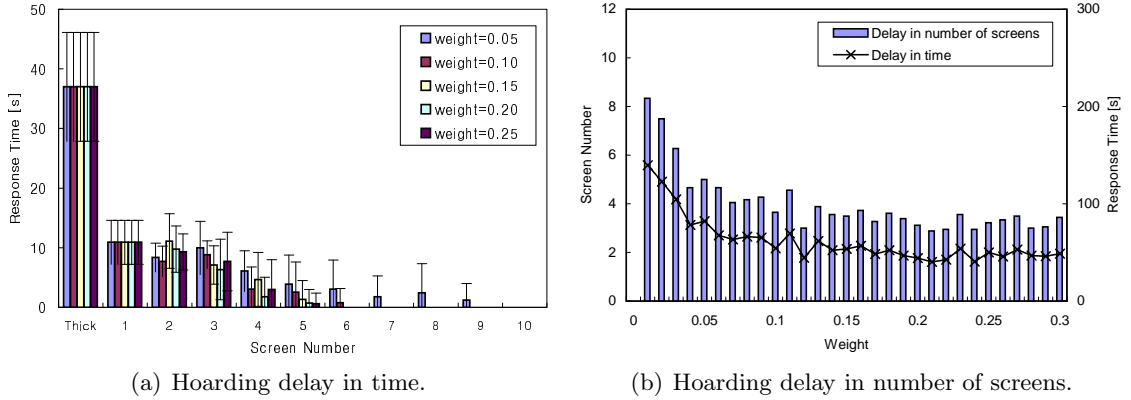 50
40
30
20
10
0
Response Time [s]
weight=0.05
weight=0.10
weight=0.15
weight=0.20
weight=0.25
Thick 1 2 3 4 5 6 7 8 9 10
Screen Number
(a) Hoarding delay in time.
12
10
8
6
4
2
0
Screen Number
Delay in number of screens
Delay in time
300
200
100
0
Response Time [s]
0 0.05 0.1 0.15 0.2 0.25 0.3
Weight
(b) Hoarding delay in number of screens.